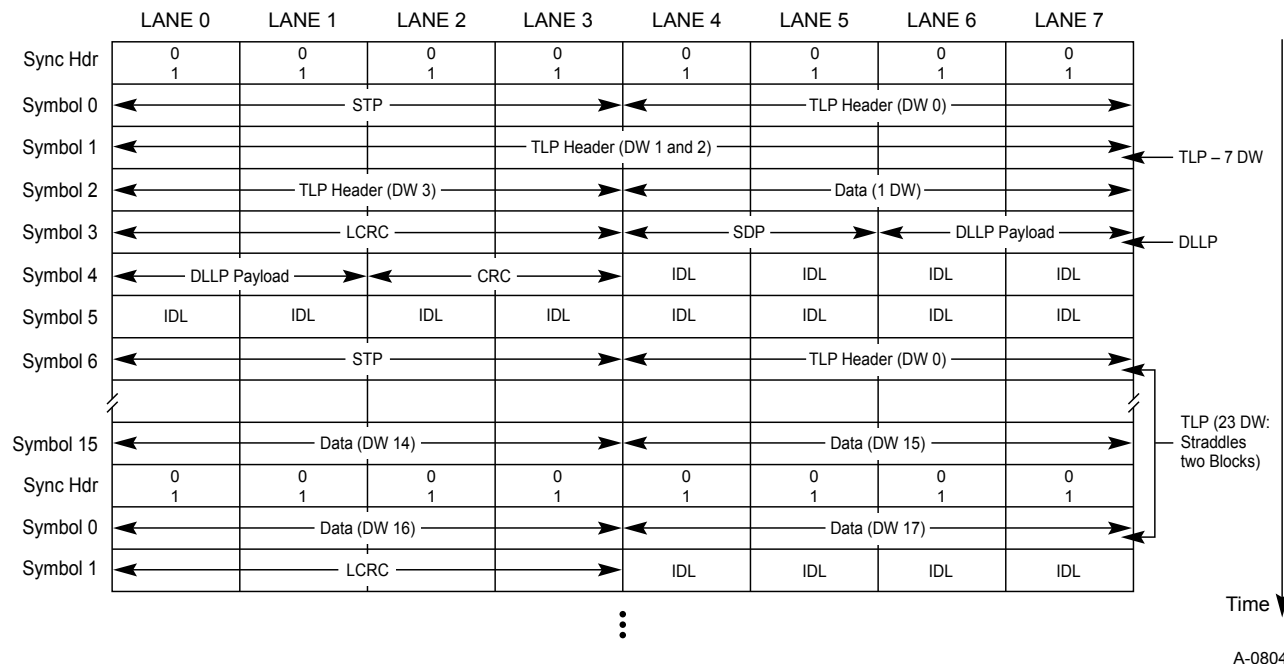 LANE 0 LANE 1 LANE 2 LANE 3 LANE 4 LANE 5 LANE 6 LANE 7
Sync Hdr 0 0 0 0 0 0 0 0
1 1 1 1 1 1 1 1
Symbol 0 STP TLP Header (DW 0)
Symbol 1 TLP Header (DW 1 and 2)
TLP – 7 DW
Symbol 2 TLP Header (DW 3) Data (1 DW)
Symbol 3 LCRC SDP DLLP Payload
DLLP
Symbol 4 DLLP Payload CRC IDL IDL IDL IDL
Symbol 5 IDL IDL IDL IDL IDL IDL IDL IDL
Symbol 6 STP TLP Header (DW 0)
TLP (23 DW:
Straddles
two Blocks)
Symbol 15 Data (DW 14) Data (DW 15)
Sync Hdr 0 0 0 0 0 0 0 0
1 1 1 1 1 1 1 1
Symbol 0 Data (DW 16) Data (DW 17)
Symbol 1 LCRC IDL IDL IDL IDL
Time
A-0804